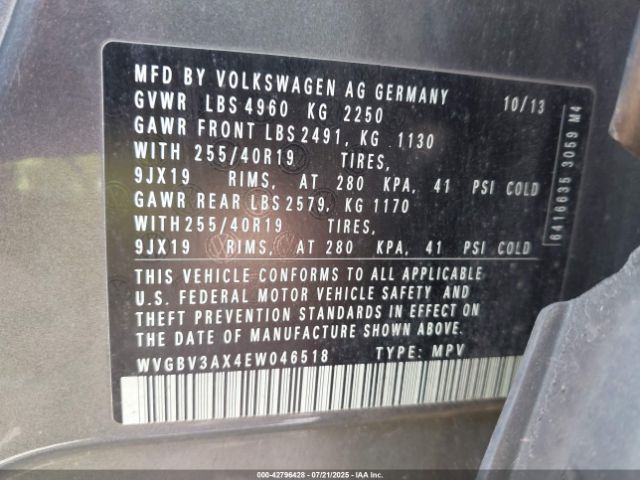 MFD BY VOLKSWAGEN AG GERMANY
10/13
GVWR LBS 4960 KG 2250
GAWR FRONT LBS 2491, KG 1130
WITH 255/40R19 TIRES,
9JX19 RIMS, AT 280 KPA, 41 PSI COLD
GAWR REAR LBS 2579, KG 1170
WITH 255/40R19 TIRES,
9JX19 RIMS, AT 280 KPA, 41 PSI COLD
THIS VEHICLE CONFORMS TO ALL APPLICABLE
U.S. FEDERAL MOTOR VEHICLE SAFETY AND
THEFT PREVENTION STANDARDS IN EFFECT ON
THE DATE OF MANUFACTURE SHOWN ABOVE.
WVGBV3AX4EW046518 TYPE: MPV
6416635 3059 M4
000-42796428 - 07/21/2025 - IAAI.COM